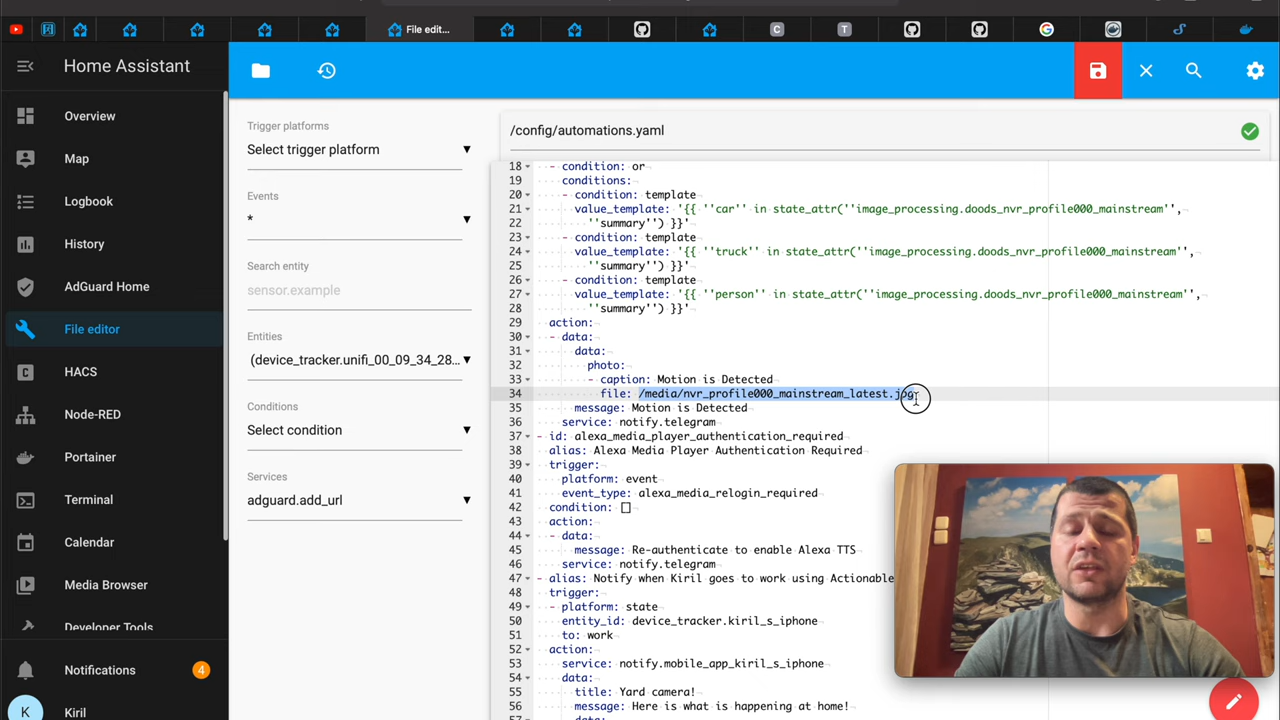 File edit...
Home Assistant
Overview
Map
Logbook
History
AdGuard Home
File editor
HACS
Node-RED
Portainer
Terminal
Calendar
Media Browser
Developer Tools
Notifications
4
K
Kiril
Trigger platforms
Select trigger platform
Events
*
Search entity
sensor.example
Entities
(device_tracker.unifi_00_09_34_28...
Conditions
Select condition
Services
adguard.add_url
/config/automations.yaml
18 - condition: or
19 conditions:
20 - condition: template
21 value_template: '{{ ''car'' in state_attr(''image_processing.doods_nvr_profile000_mainstream'',
22 ''summary'') }}'
23 - condition: template
24 value_template: '{{ ''truck'' in state_attr(''image_processing.doods_nvr_profile000_mainstream'',
25 ''summary'') }}'
26 - condition: template
27 value_template: '{{ ''person'' in state_attr(''image_processing.doods_nvr_profile000_mainstream'',
28 ''summary'') }}'
29 action:
30 - data:
31 data:
32 photo:
33 - caption: Motion is Detected
34 file: /media/nvr_profile000_mainstream_latest.jpg
35 message: Motion is Detected
36 service: notify.telegram
37 - id: alexa_media_player_authentication_required
38 alias: Alexa Media Player Authentication Required
39 trigger:
40 platform: event
41 event_type: alexa_media_relogin_required
42 condition: []
43 action:
44 - data:
45 message: Re-authenticate to enable Alexa TTS
46 service: notify.telegram
47 - alias: Notify when Kiril goes to work using Actionable
48 trigger:
49 - platform: state
50 entity_id: device_tracker.kiril_s_iphone
51 to: work
52 action:
53 service: notify.mobile_app_kiril_s_iphone
54 data:
55 title: Yard camera!
56 message: Here is what is happening at home!